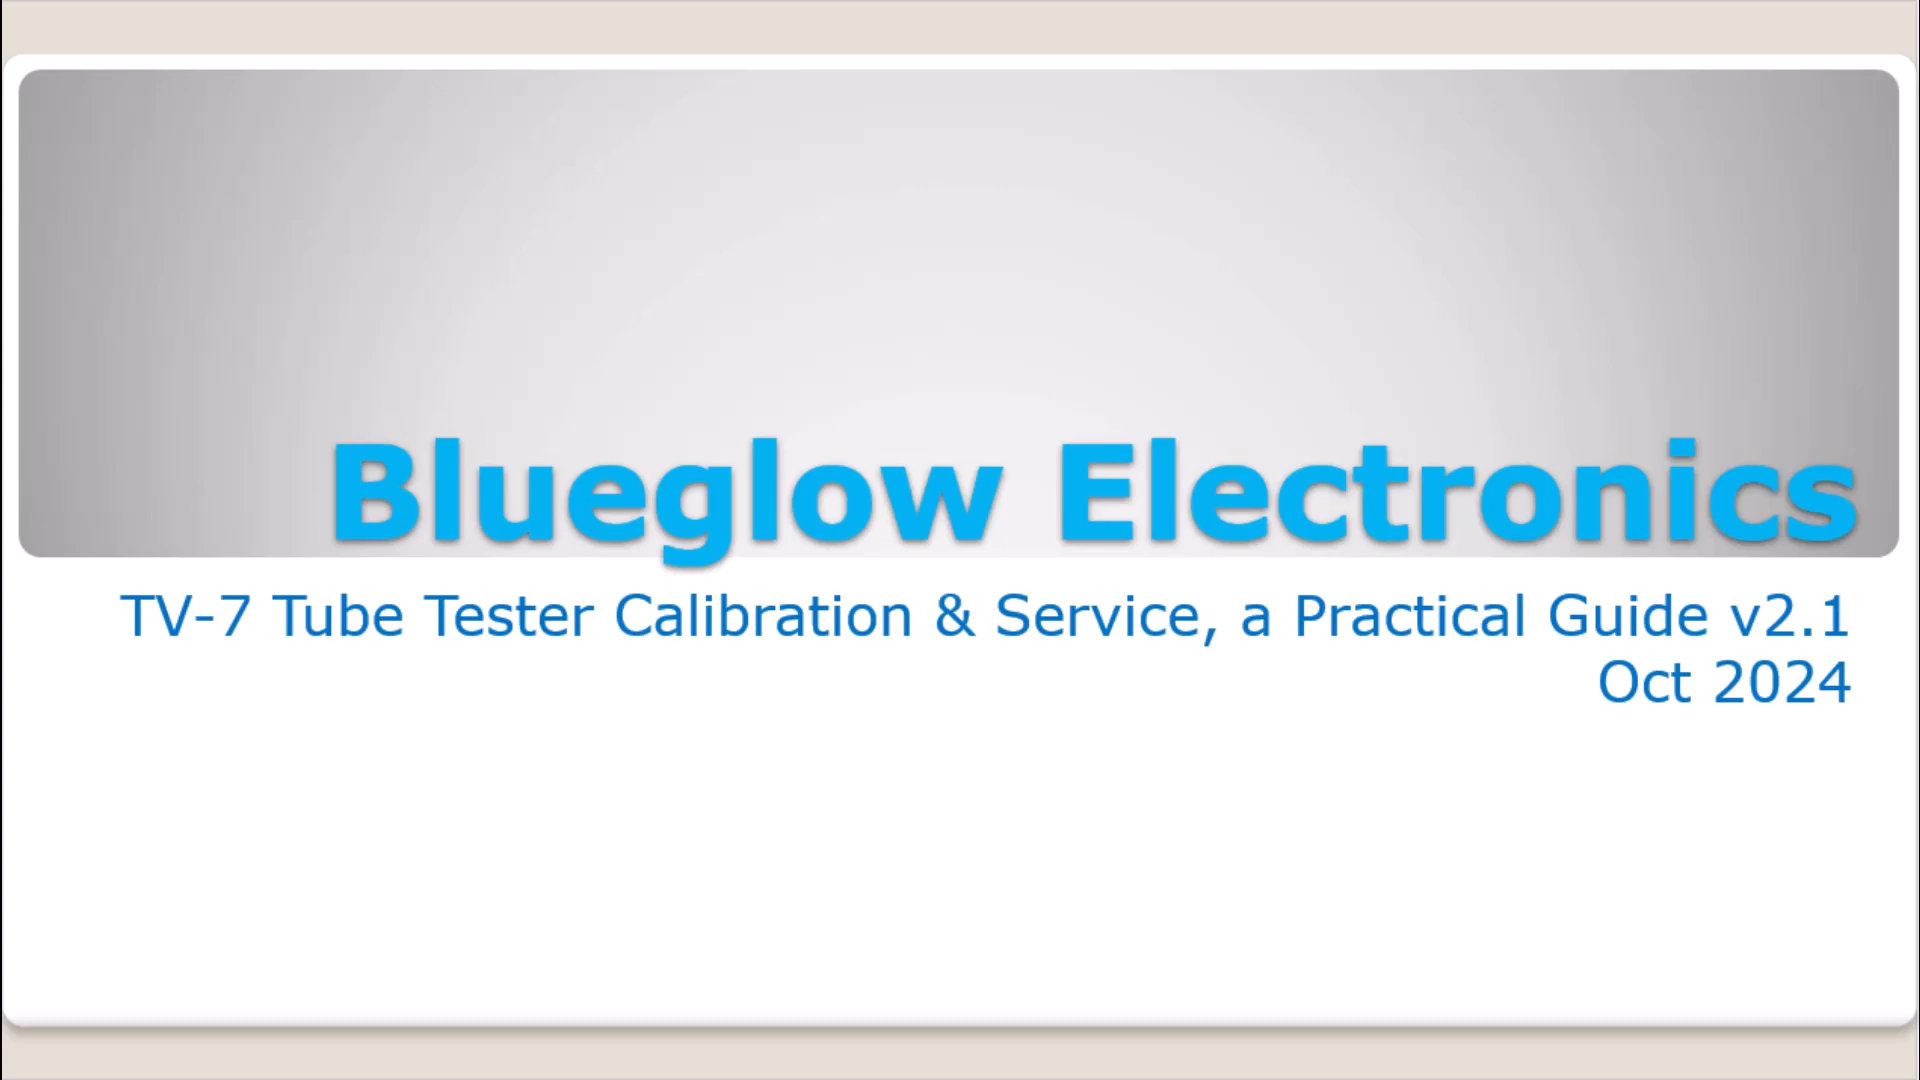 Blueglow Electronics
TV-7 Tube Tester Calibration & Service, a Practical Guide v2.1
Oct 2024